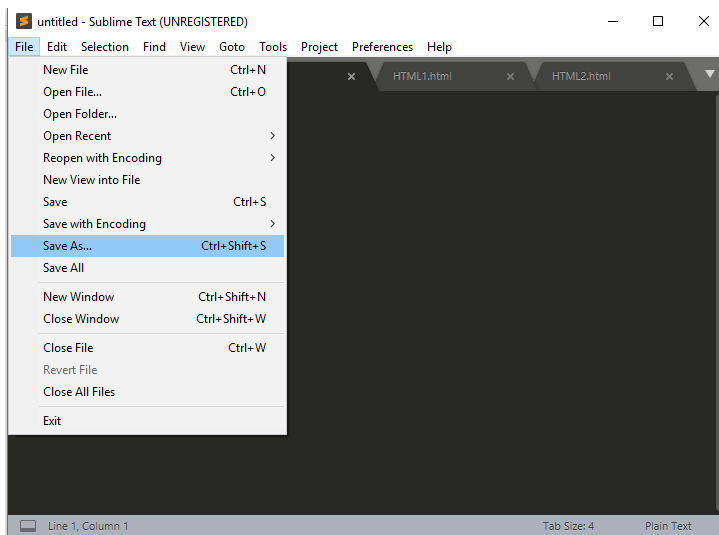 untitled - Sublime Text (UNREGISTERED)
File Edit Selection Find View Goto Tools Project Preferences Help
HTML1.html HTML2.html
New File Ctrl+N
Open File... Ctrl+O
Open Folder...
Open Recent
Reopen with Encoding
New View into File
Save Ctrl+S
Save with Encoding
Save As... Ctrl+Shift+S
Save All
New Window Ctrl+Shift+N
Close Window Ctrl+Shift+W
Close File Ctrl+W
Revert File
Close All Files
Exit
Line 1, Column 1 Tab Size: 4 Plain Text